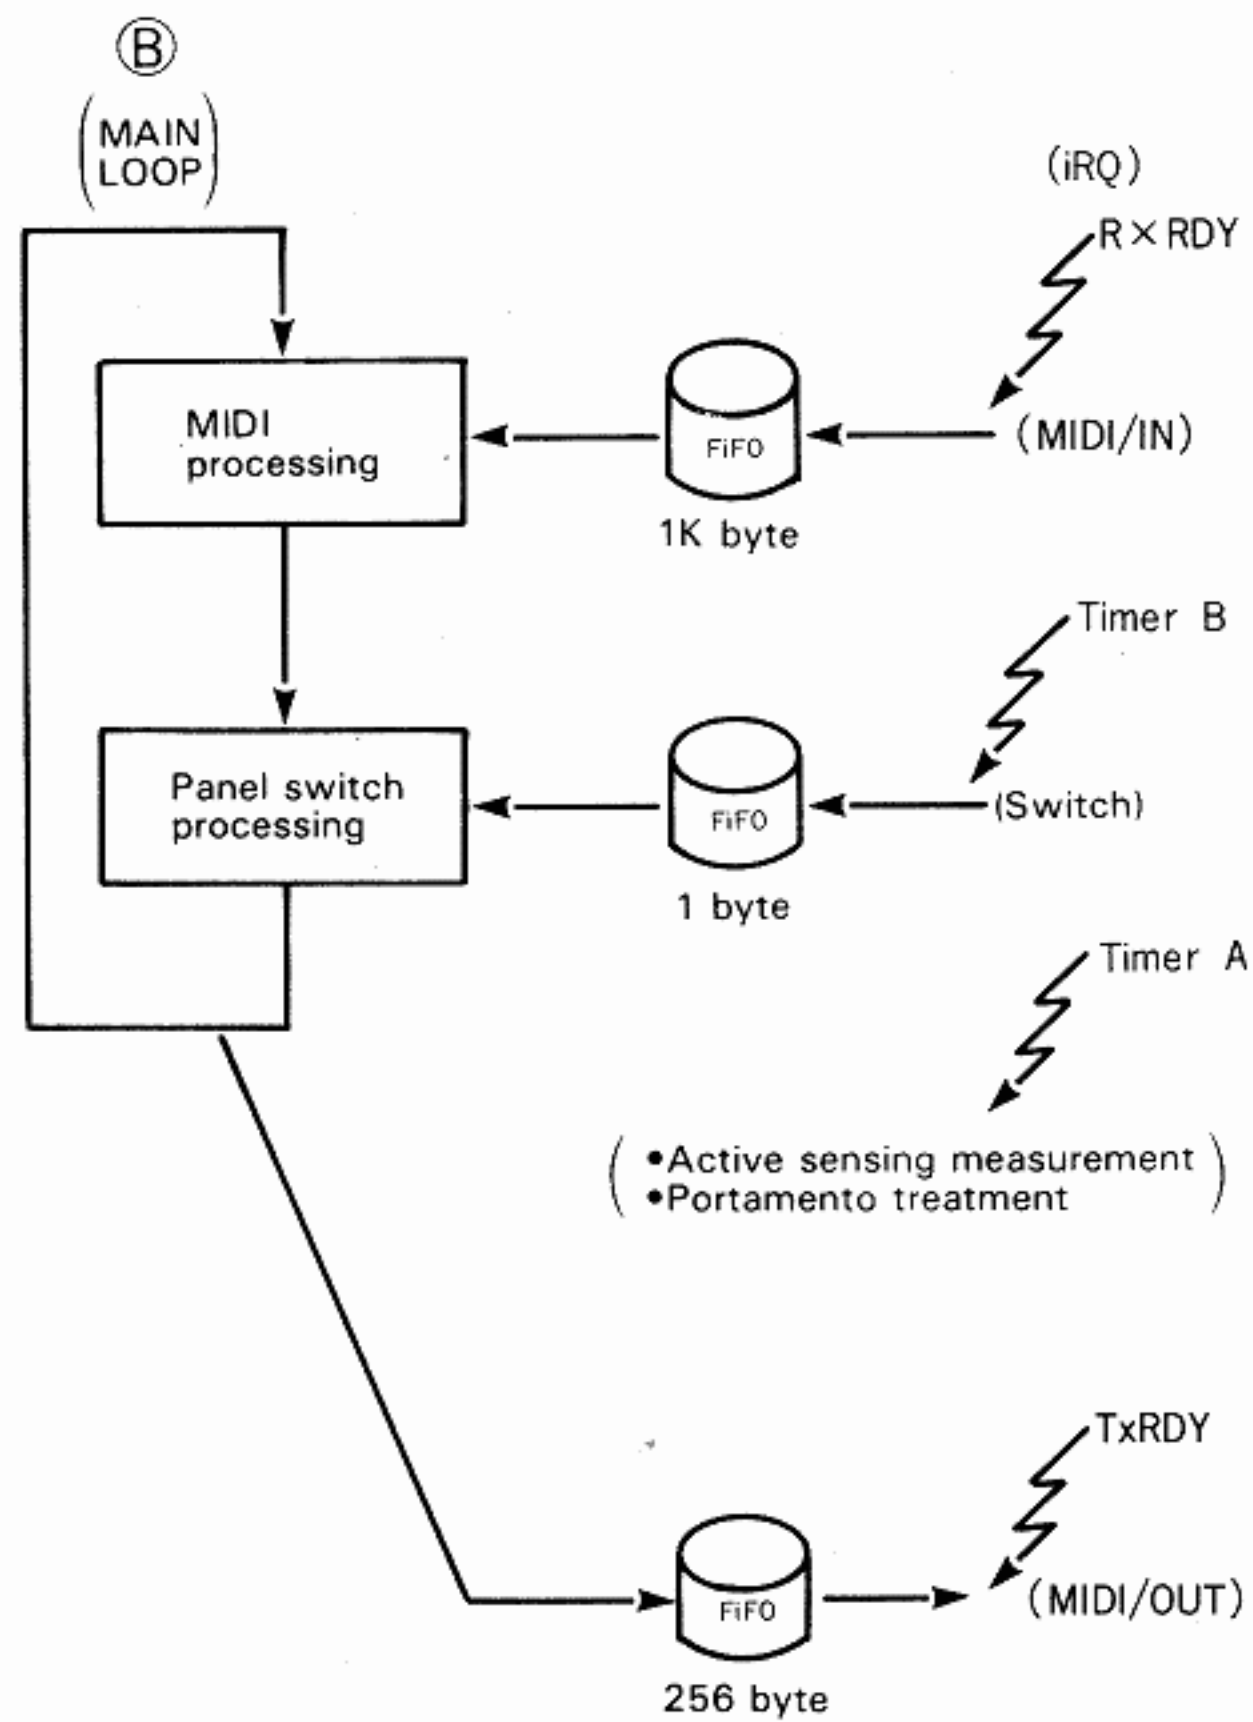 B
(MAIN
LOOP)
(iRQ)
R×RDY
MIDI
processing
FiFO
(MIDI/IN)
1K byte
Timer B
Panel switch
processing
FiFO
(Switch)
1 byte
Timer A
(•Active sensing measurement
•Portamento treatment)
TxRDY
FiFO
(MIDI/OUT)
256 byte